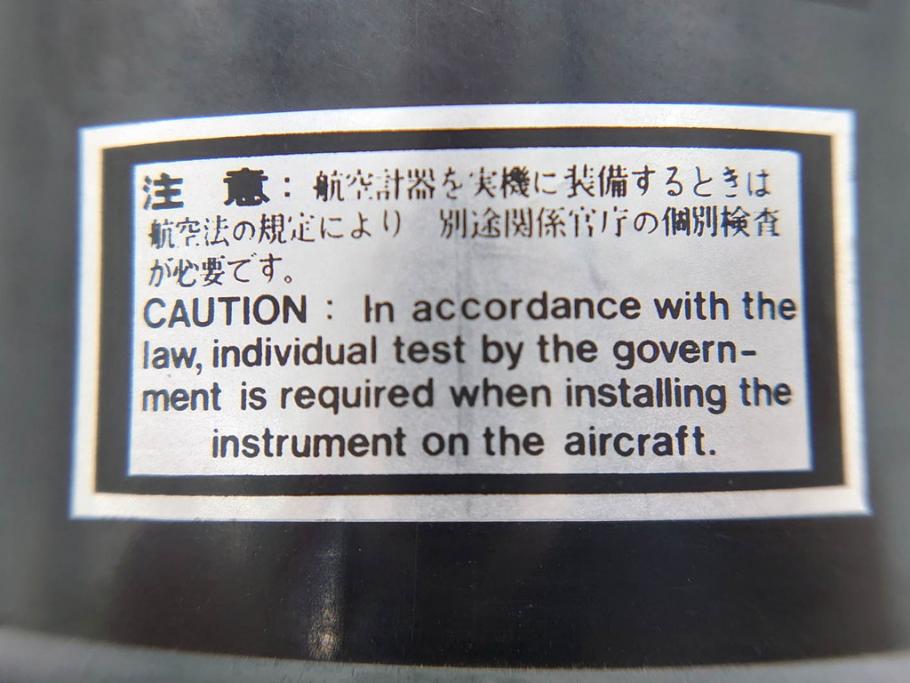 注 意: 航空計器を実機に装備するときは
航空法の規定により 別途関係官庁の個別検査
が必要です。
CAUTION : In accordance with the
law, individual test by the govern-
ment is required when installing the
instrument on the aircraft.